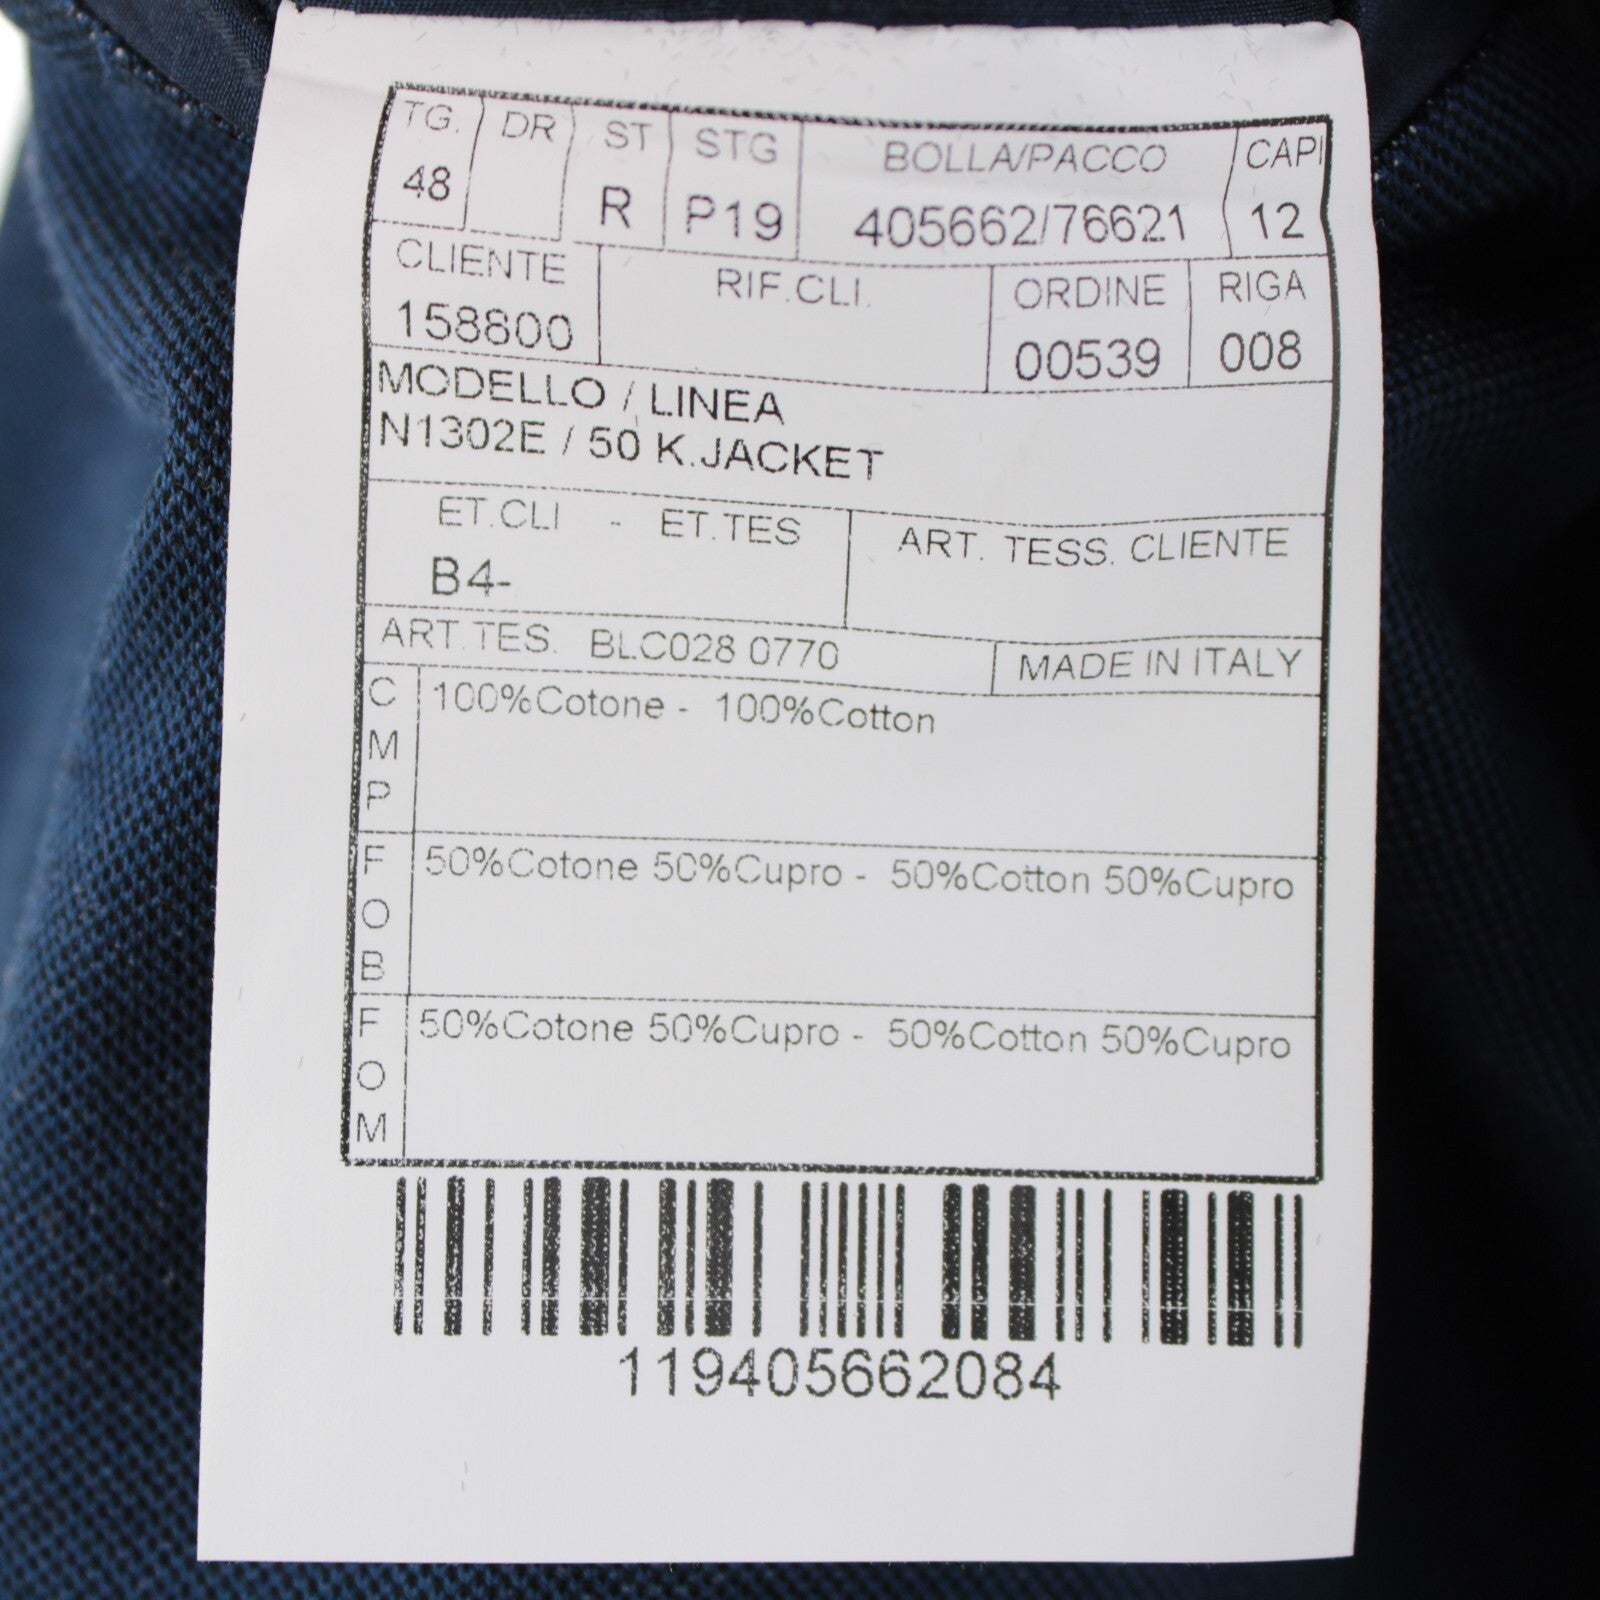 TG. DR ST STG BOLLA/PACCO CAPI
48 R P19 405662/76621 12
CLIENTE RIF.CLI. ORDINE RIGA
158800 00539 008
MODELLO / LINEA
N1302E / 50 K.JACKET
ET.CLI - ET.TES ART. TESS. CLIENTE
B4-
ART.TES. BLC028 0770 MADE IN ITALY
CMP 100%Cotone - 100%Cotton
FOB 50%Cotone 50%Cupro - 50%Cotton 50%Cupro
FOM 50%Cotone 50%Cupro - 50%Cotton 50%Cupro
119405662084